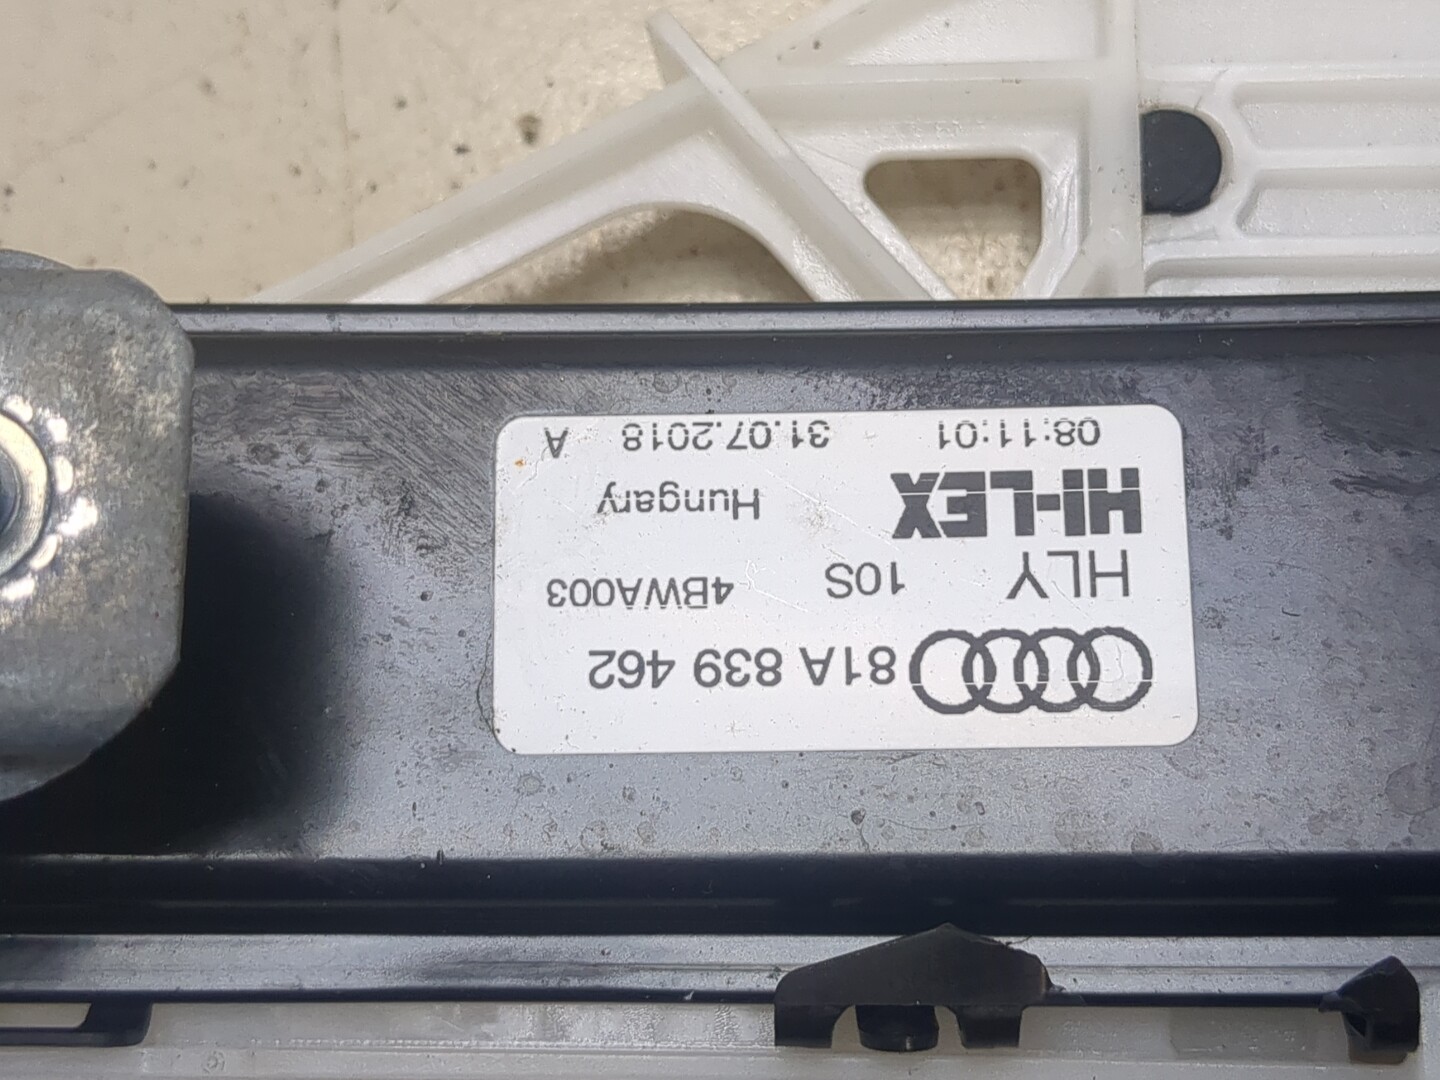 81A 839 462
HLY 10S 4BWA003
HI-LEX Hungary
08:11:01 31.07.2018 A